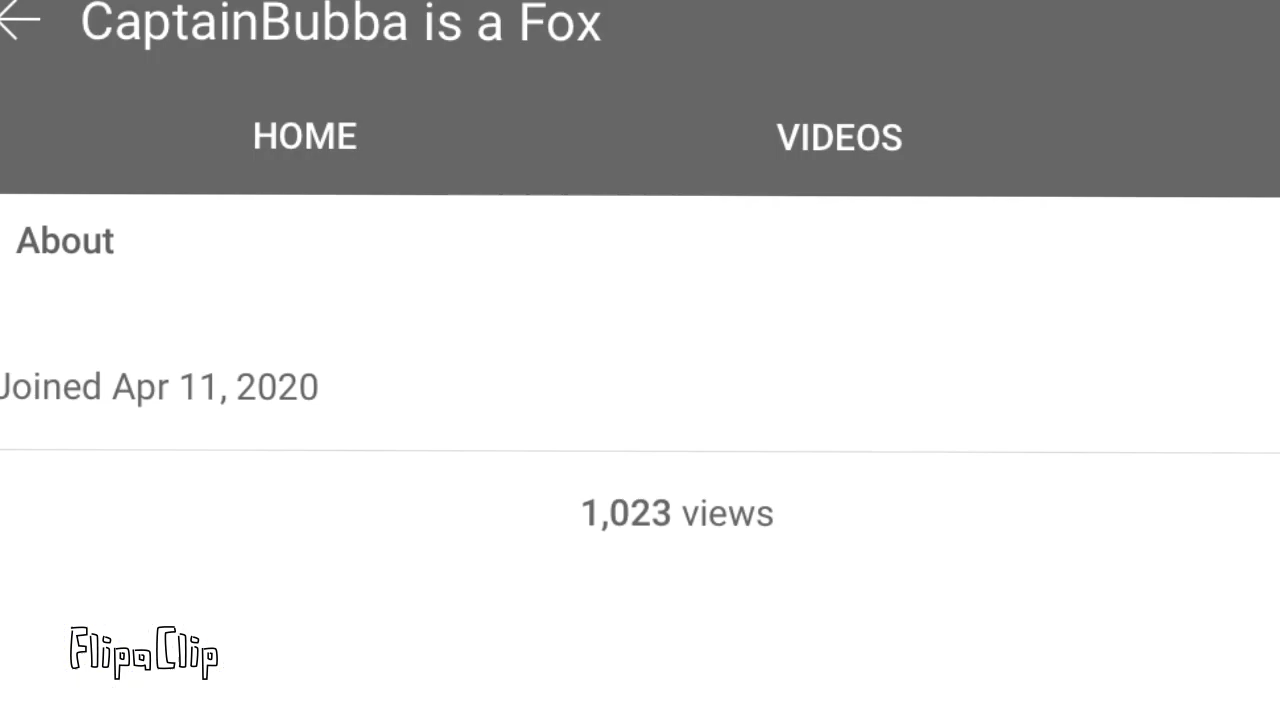 CaptainBubba is a Fox
HOME VIDEOS
About
Joined Apr 11, 2020
1,023 views
FlipaClip